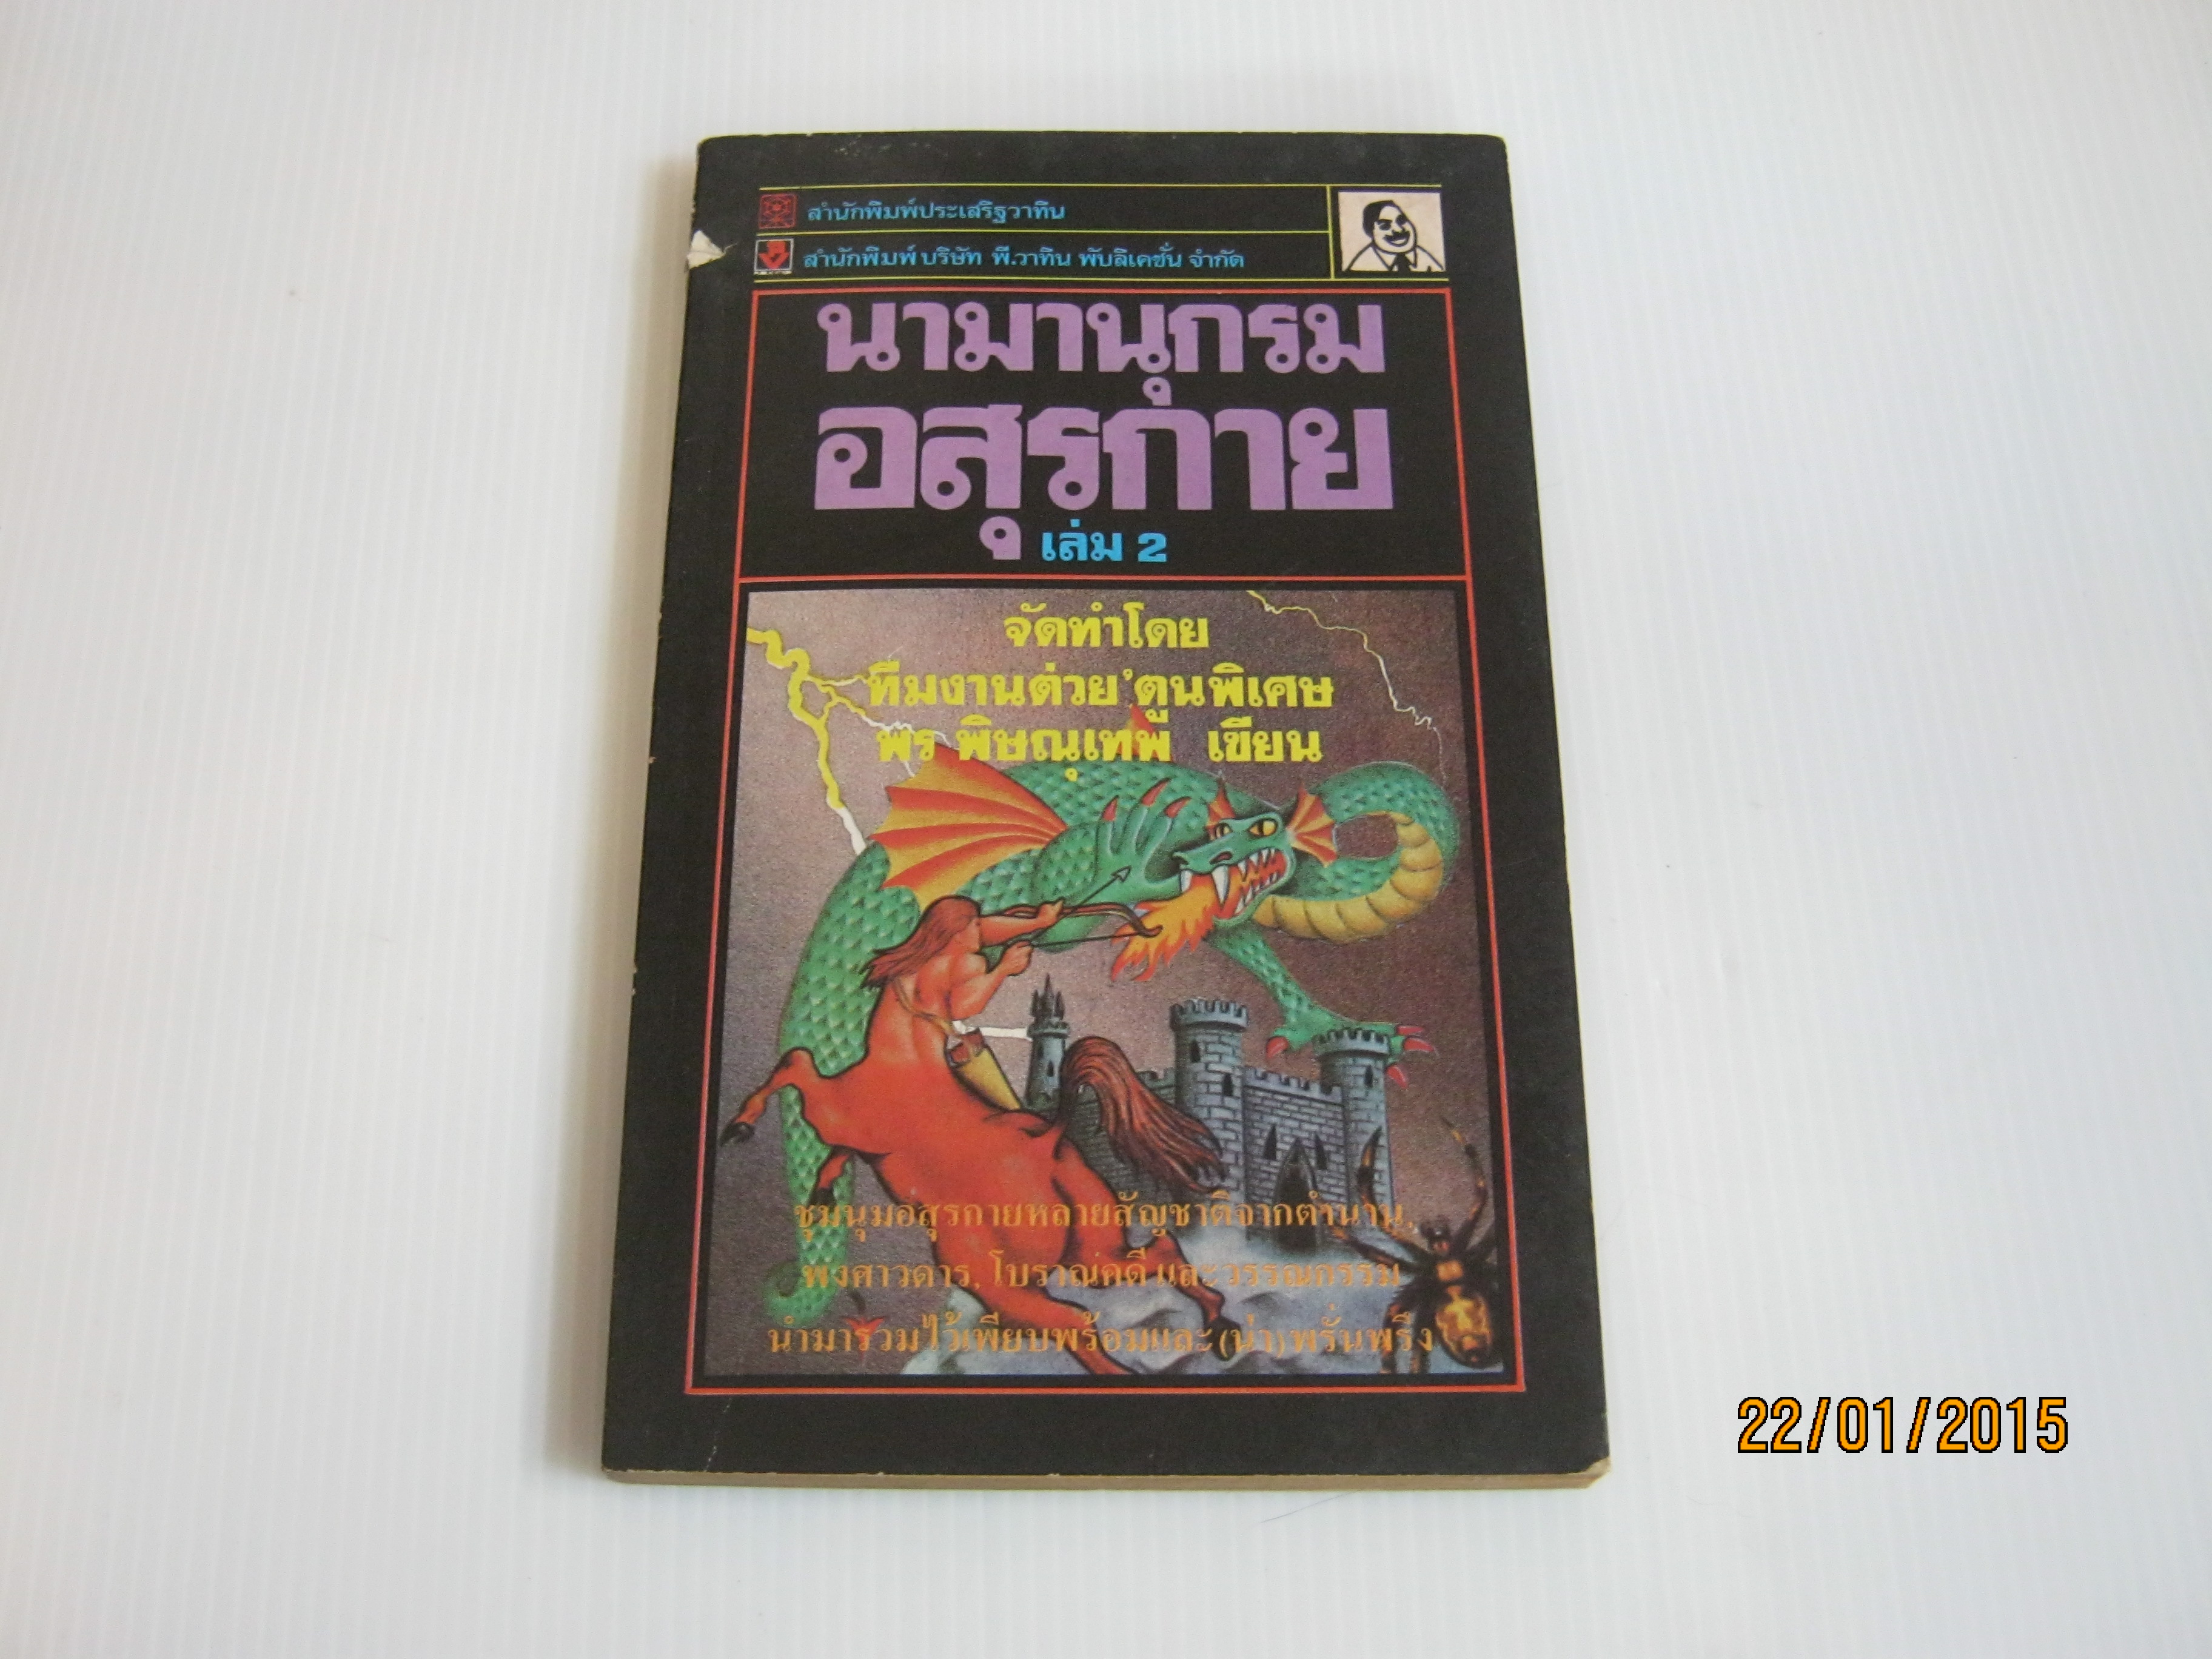 สำนักพิมพ์ประเสริฐวาทิน
สำนักพิมพ์ บริษัท พี.วาทิน พับลิเคชั่น จำกัด
นามานุกรม
อสุรกาย
เล่ม 2
จัดทำโดย
ทีมงานต่วย'ตูนพิเศษ
พร พิษณุเทพ เขียน
ชุมนุมอสุรกายหลายสัญชาติจากตำนาน,
พงศาวดาร, โบราณคดี และวรรณกรรม
นำมารวมไว้เพียบพร้อมและ (น่า) พรั่นพรึง
22/01/2015